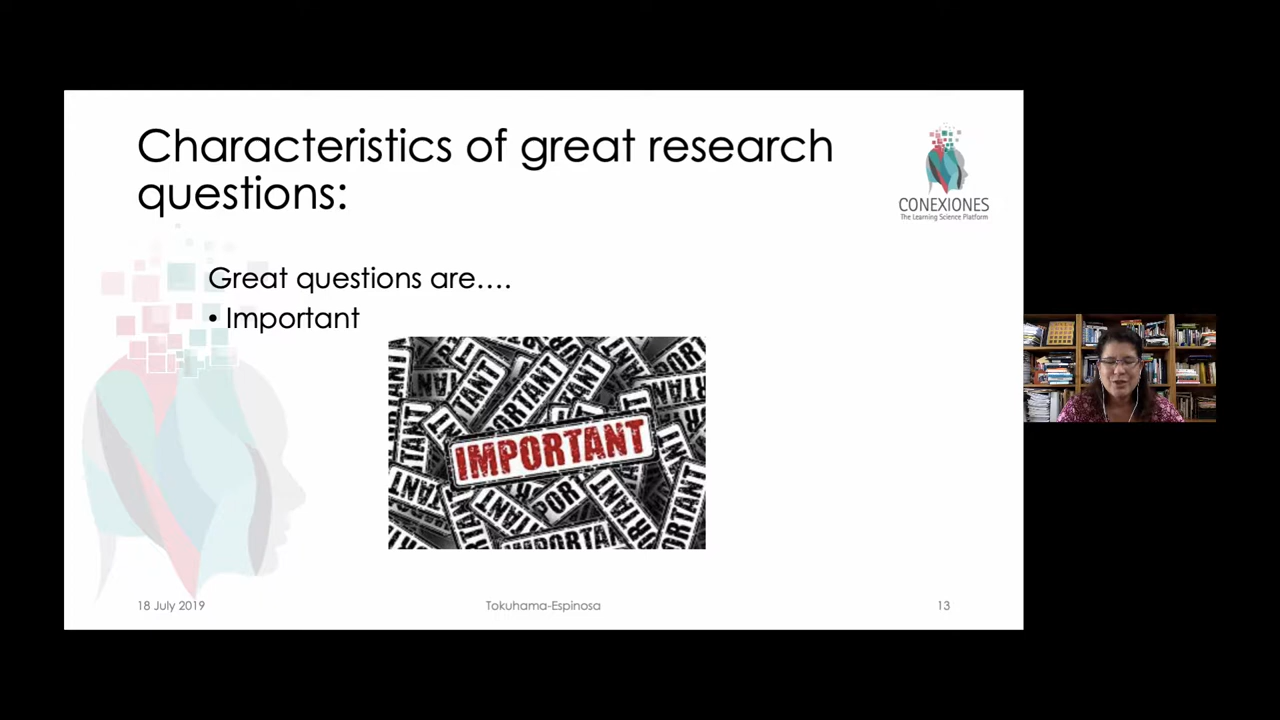 Characteristics of great research
questions:
CONEXIONES
The Learning Science Platform
Great questions are....
• Important
IMPORTANT
18 July 2019
Tokuhama-Espinosa
13